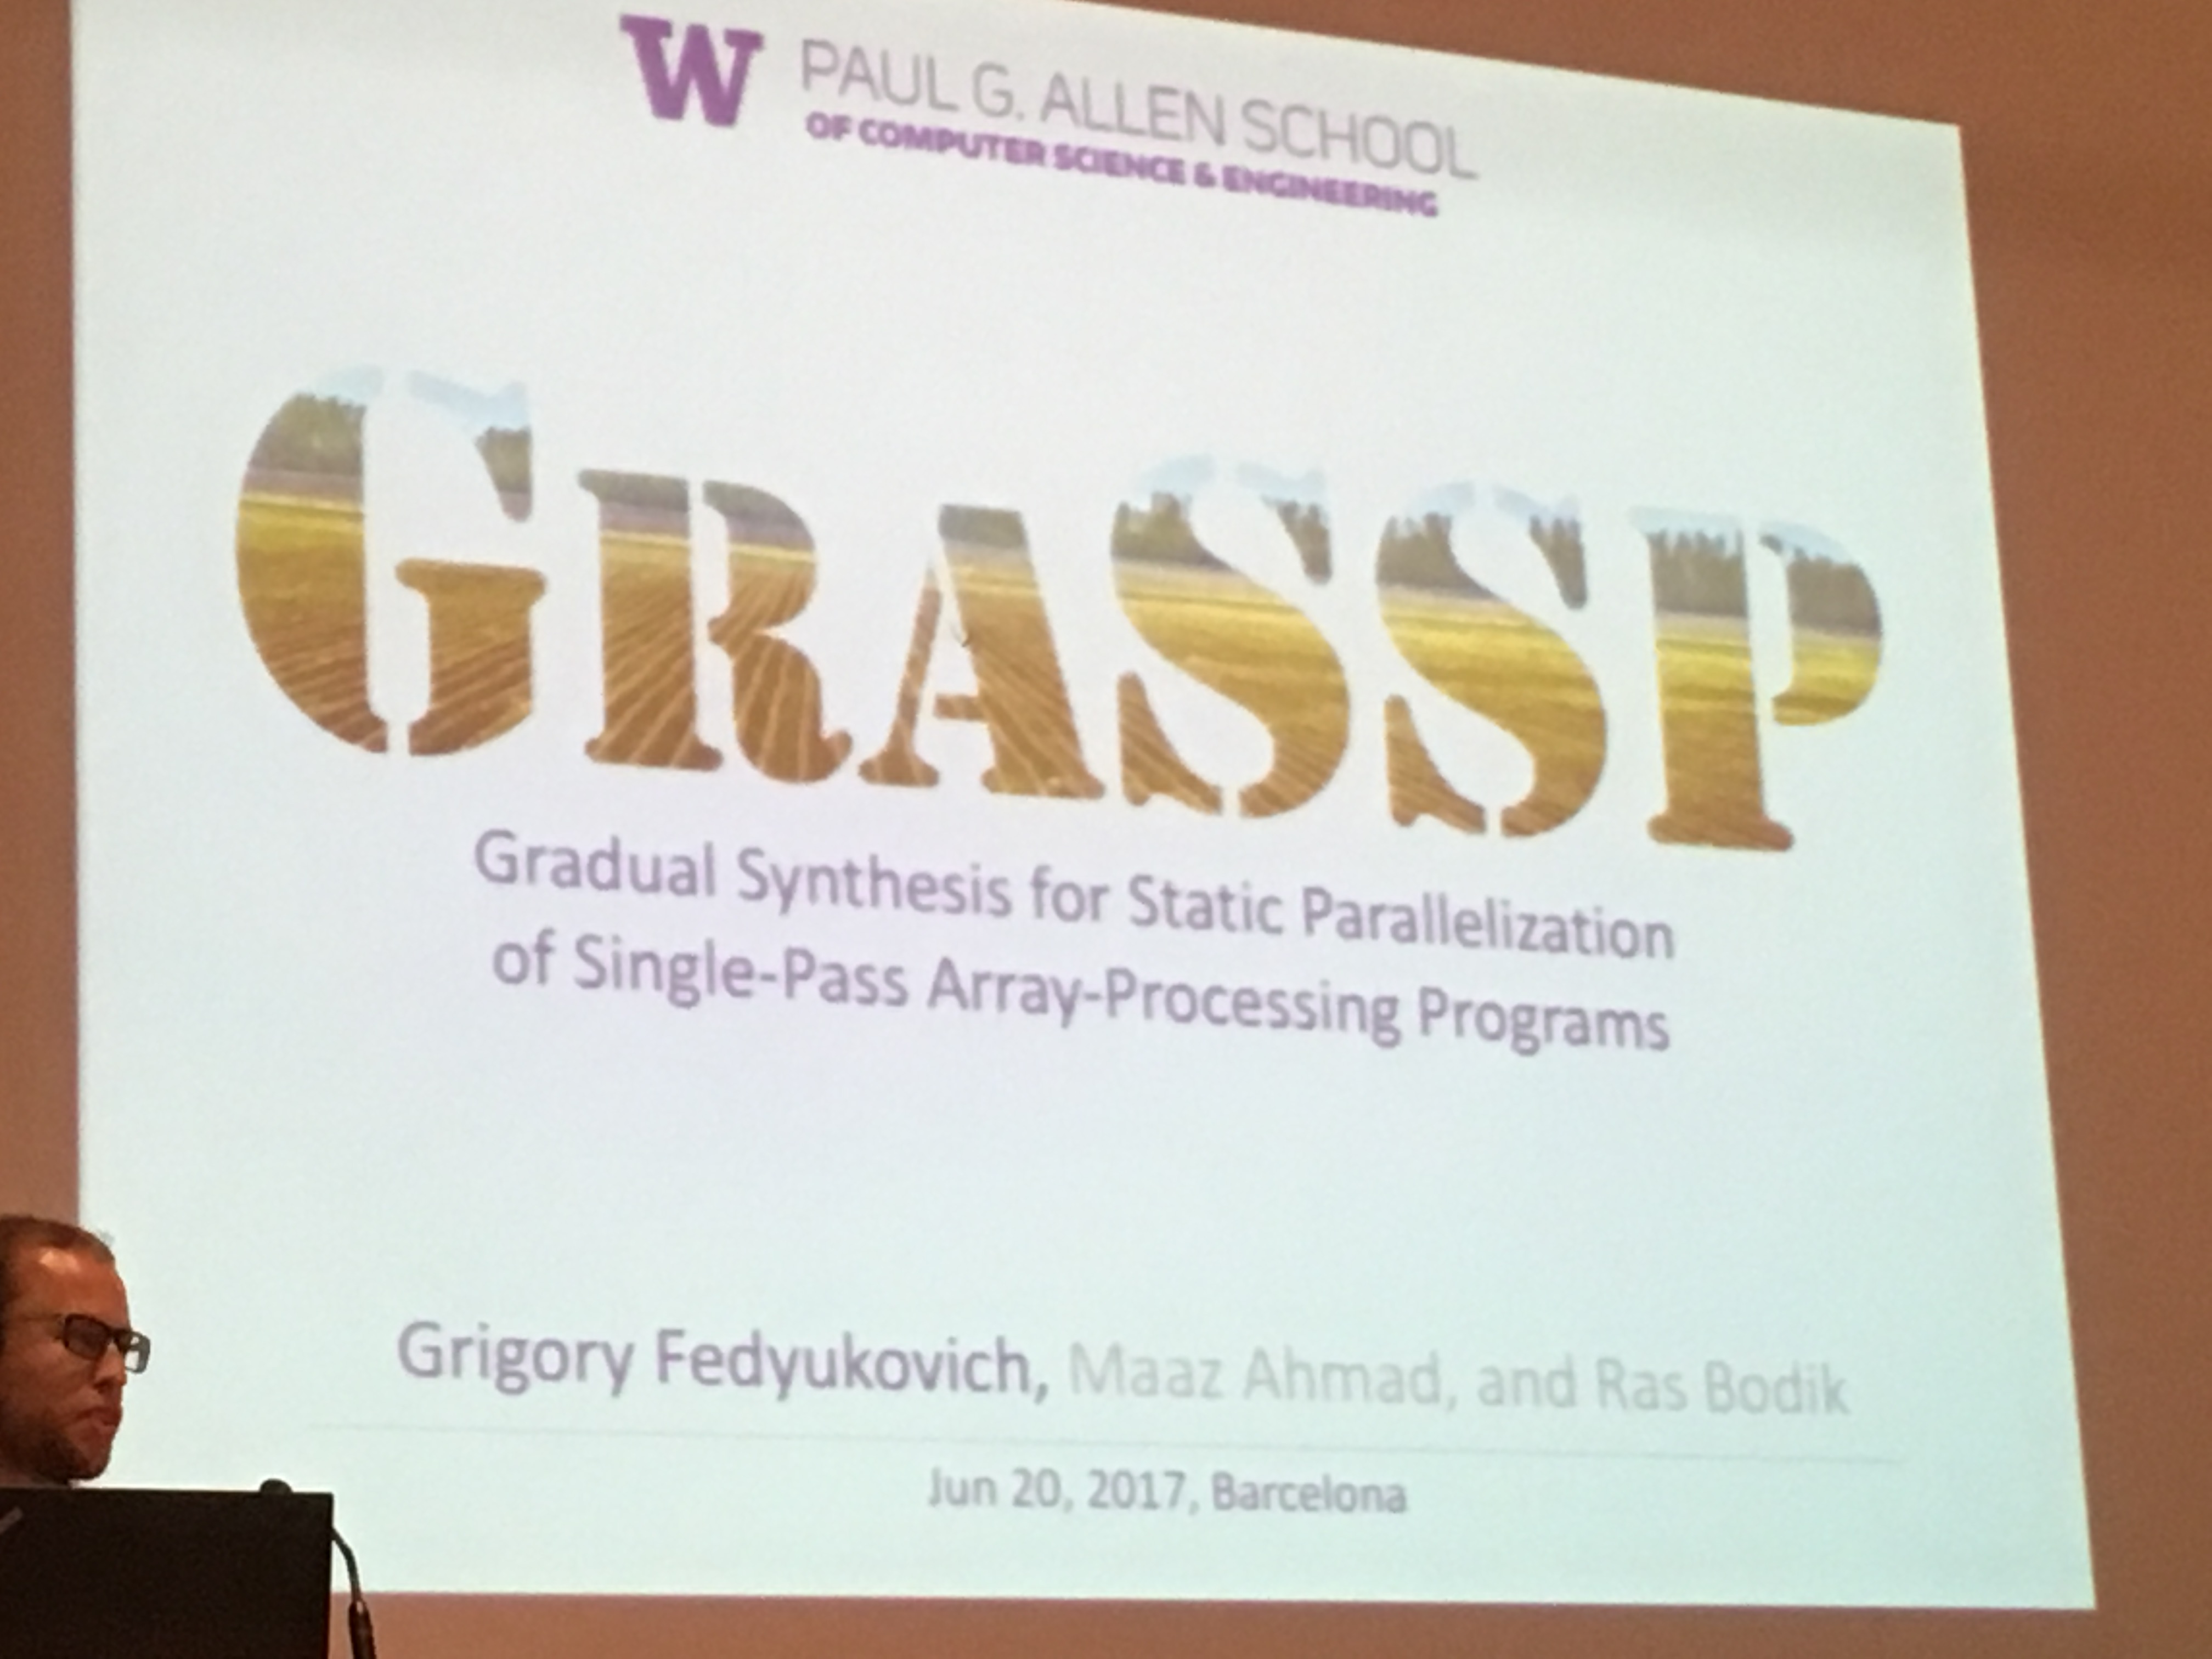 W PAUL G. ALLEN SCHOOL
OF COMPUTER SCIENCE & ENGINEERING
GRASSP
Gradual Synthesis for Static Parallelization
of Single-Pass Array-Processing Programs
Grigory Fedyukovich, Maaz Ahmad, and Ras Bodik
Jun 20, 2017, Barcelona